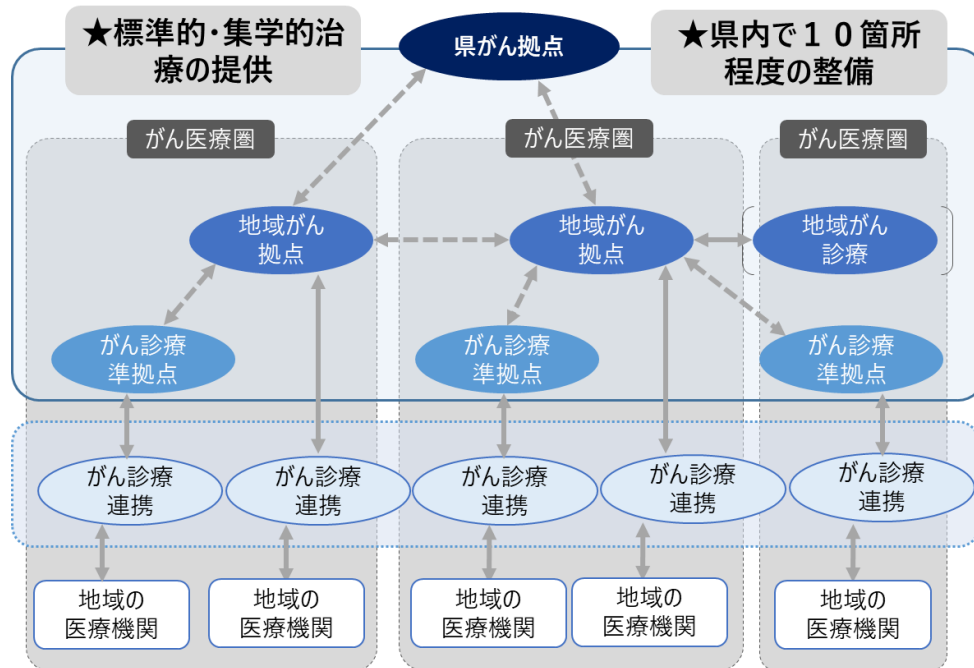 ★標準的・集学的治
療の提供
県がん拠点
★県内で１０箇所
程度の整備
がん医療圏
がん医療圏
がん医療圏
地域がん
拠点
地域がん
拠点
地域がん
診療
がん診療
準拠点
がん診療
準拠点
がん診療
準拠点
がん診療
連携
がん診療
連携
がん診療
連携
がん診療
連携
がん診療
連携
地域の
医療機関
地域の
医療機関
地域の
医療機関
地域の
医療機関
地域の
医療機関